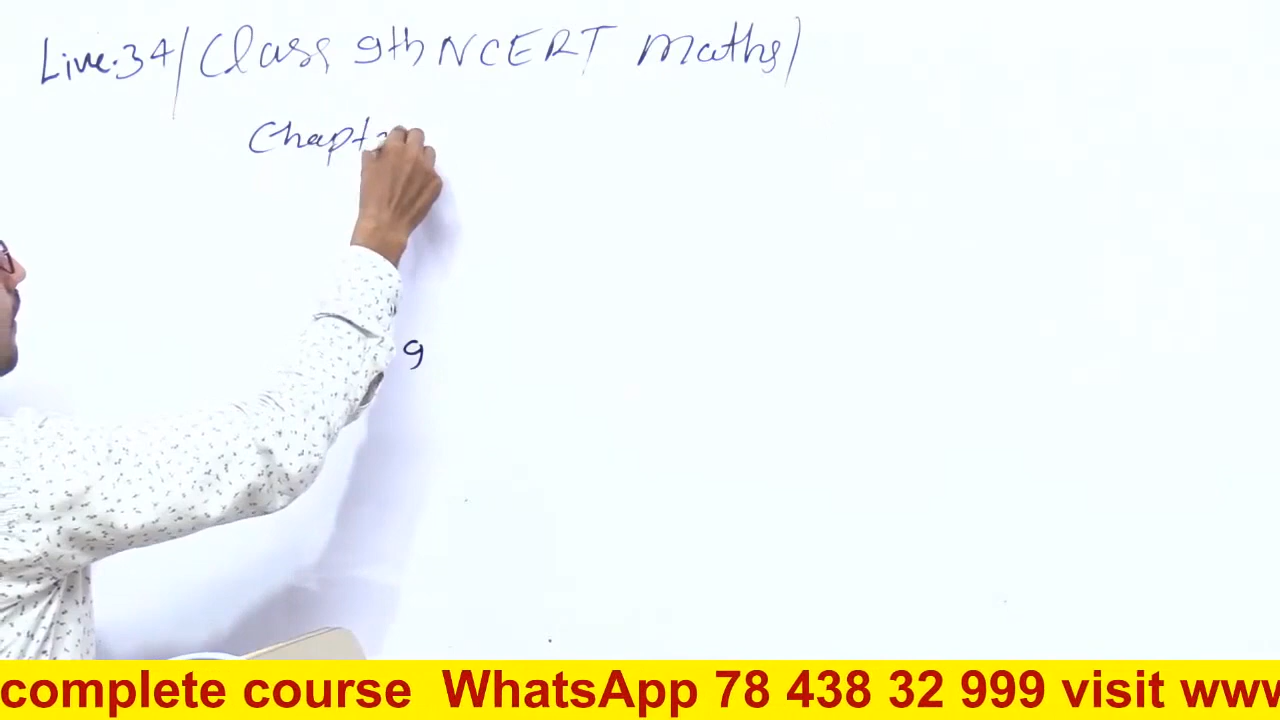 Live.34/Class 9th NCERT Maths/
Chapt
9
complete course WhatsApp 78 438 32 999 visit www